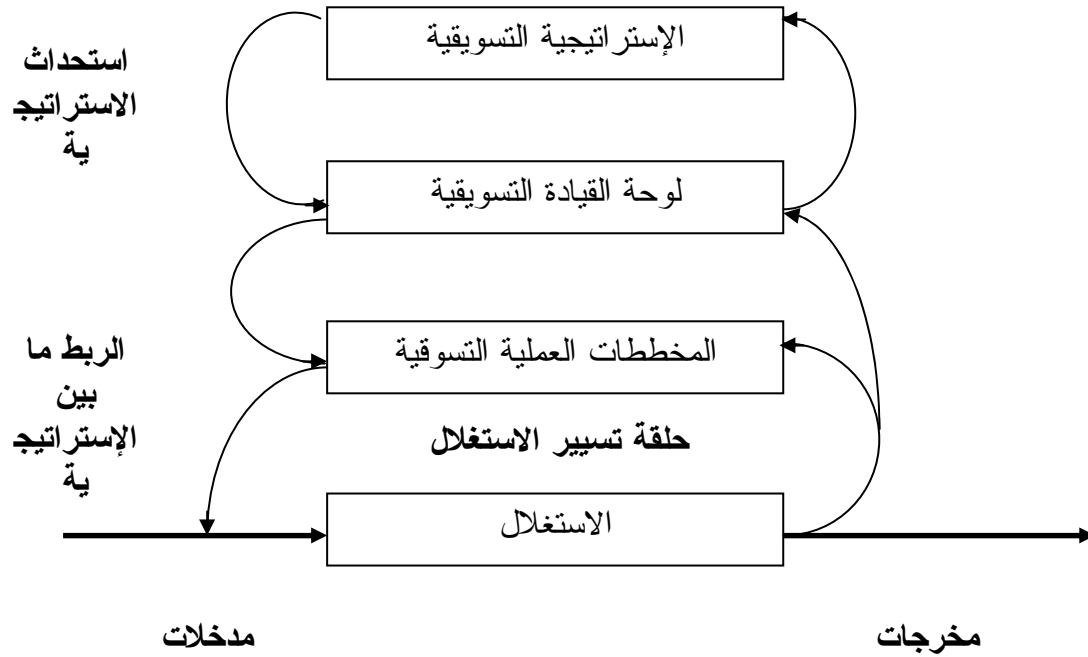 الإستراتيجية التسويقية
استحداث
الاستراتيج
ية
لوحة القيادة التسويقية
المخططات العملية التسوقية
الربط ما
بين
الإستراتيج
ية
حلقة تسيير الاستغلال
الاستغلال
مدخلات
مخرجات